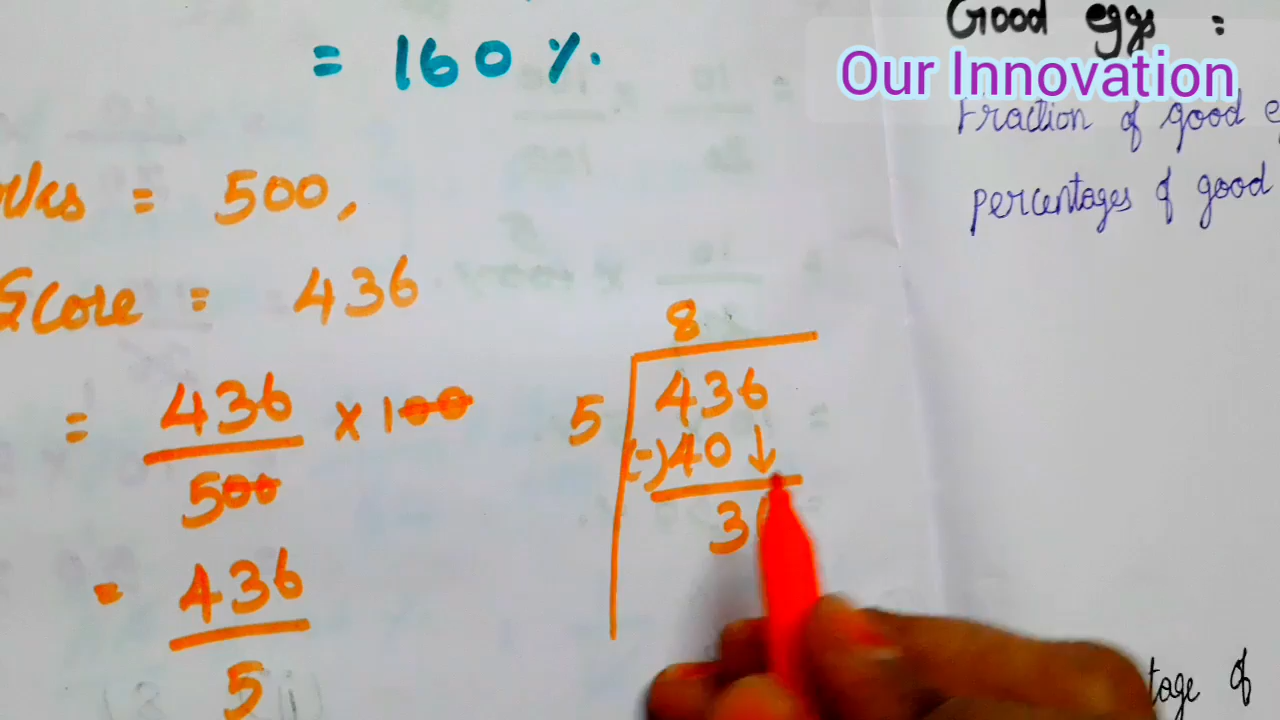 = 160 %.
Good eggs :
Our Innovation
Fraction of good
percentages of good
= 500,
Score = 436
= 436/500 × 100
8
5 436
(-) 40 ↓
3
= 436/5
tage of